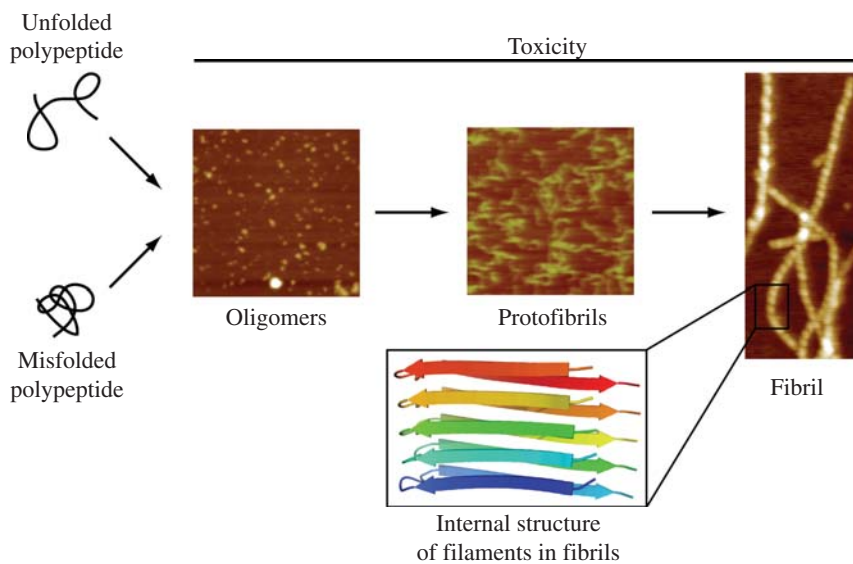 Unfolded
polypeptide
Toxicity
Oligomers
Protofibrils
Misfolded
polypeptide
Fibril
Internal structure
of filaments in fibrils